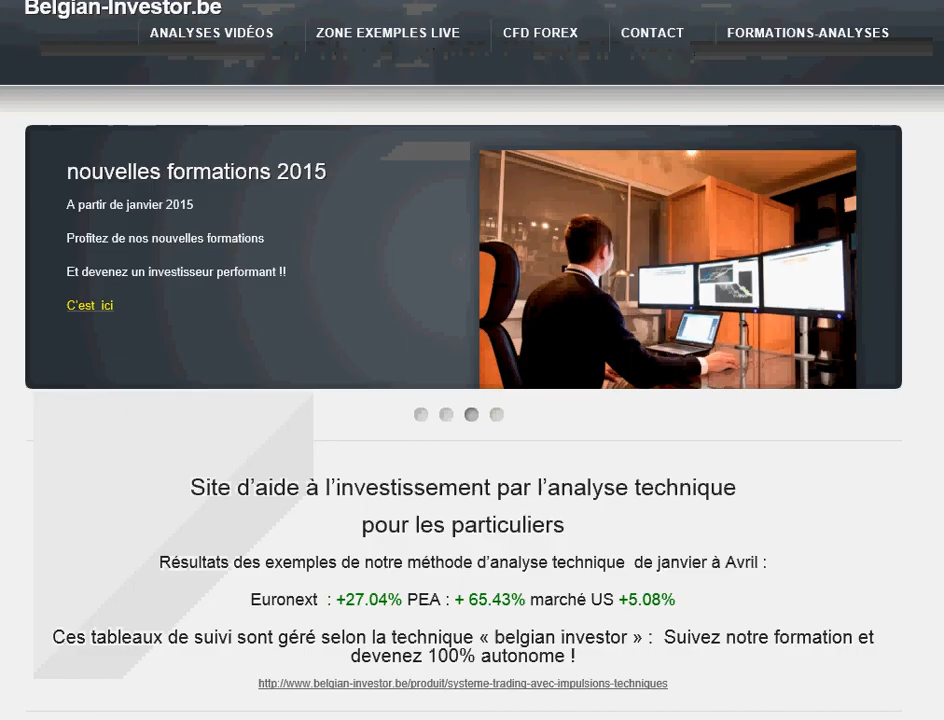 Belgian-Investor.be
ANALYSES VIDÉOS ZONE EXEMPLES LIVE CFD FOREX CONTACT FORMATIONS-ANALYSES
nouvelles formations 2015
A partir de janvier 2015
Profitez de nos nouvelles formations
Et devenez un investisseur performant !!
C'est ici
Site d'aide à l'investissement par l'analyse technique
pour les particuliers
Résultats des exemples de notre méthode d'analyse technique de janvier à Avril :
Euronext : +27.04% PEA : + 65.43% marché US +5.08%
Ces tableaux de suivi sont géré selon la technique « belgian investor » : Suivez notre formation et
devenez 100% autonome !
http://www.belgian-investor.be/produit/systeme-trading-avec-impulsions-techniques